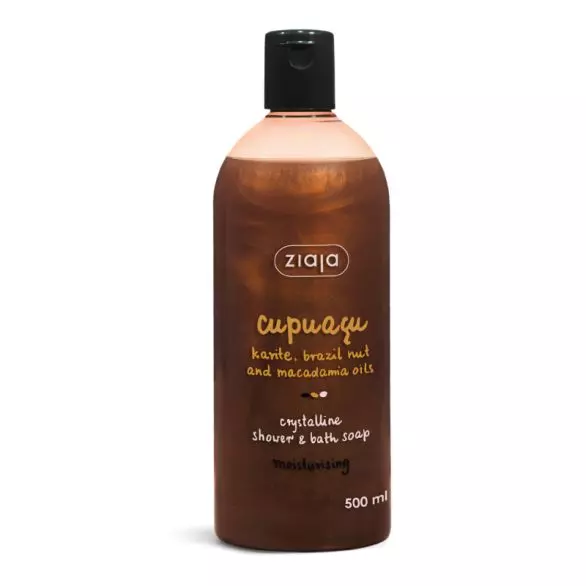 ziaja
cupuaçu
karite, brazil nut
and macadamia oils
crystalline
shower & bath soap
moisturising
500 ml